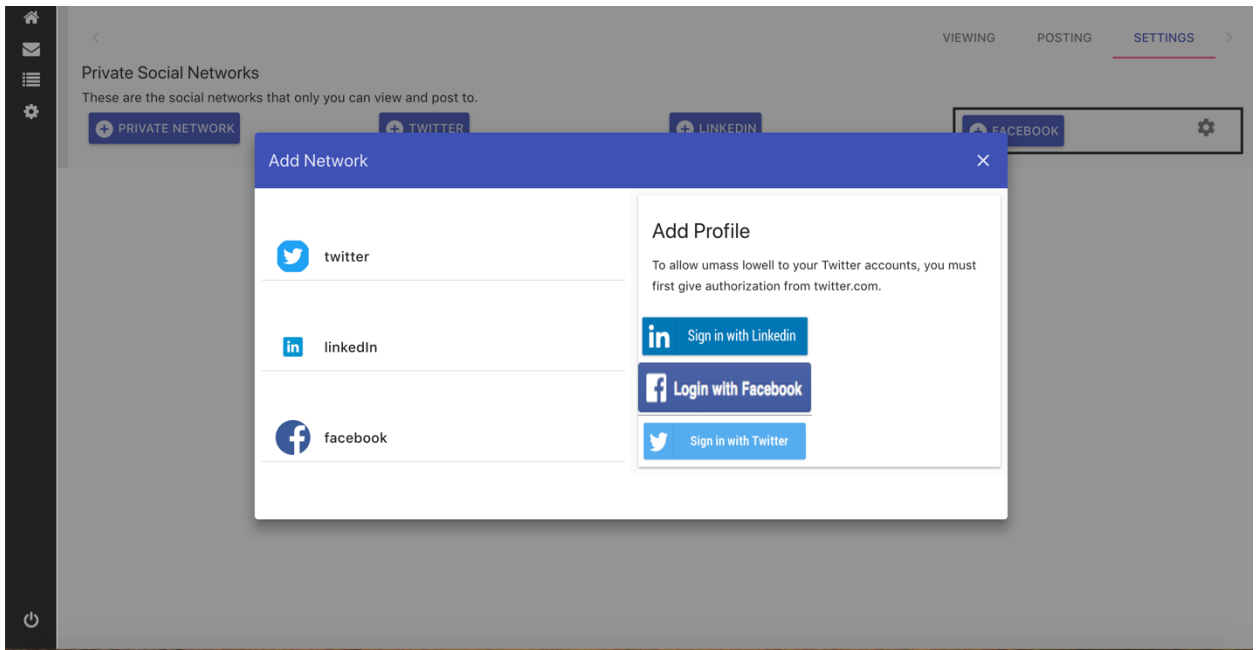 VIEWING POSTING SETTINGS
Private Social Networks
These are the social networks that only you can view and post to.
PRIVATE NETWORK TWITTER LINKEDIN FACEBOOK
Add Network
twitter
linkedIn
facebook
Add Profile
To allow umass lowell to your Twitter accounts, you must
first give authorization from twitter.com.
in Sign in with Linkedin
f Login with Facebook
Sign in with Twitter